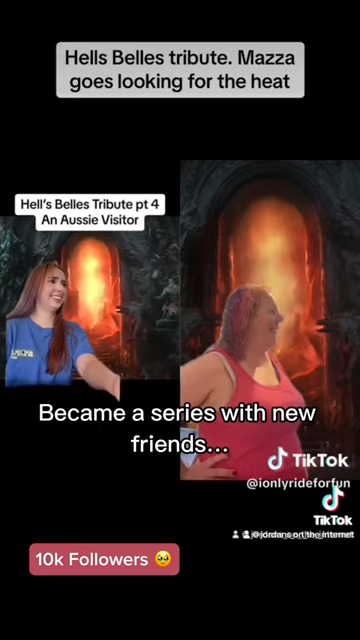 Hells Belles tribute. Mazza
goes looking for the heat
Hell's Belles Tribute pt 4
An Aussie Visitor
Became a series with new
friends...
TikTok
@ionlyrideforfun
TikTok
10k Followers 🥹